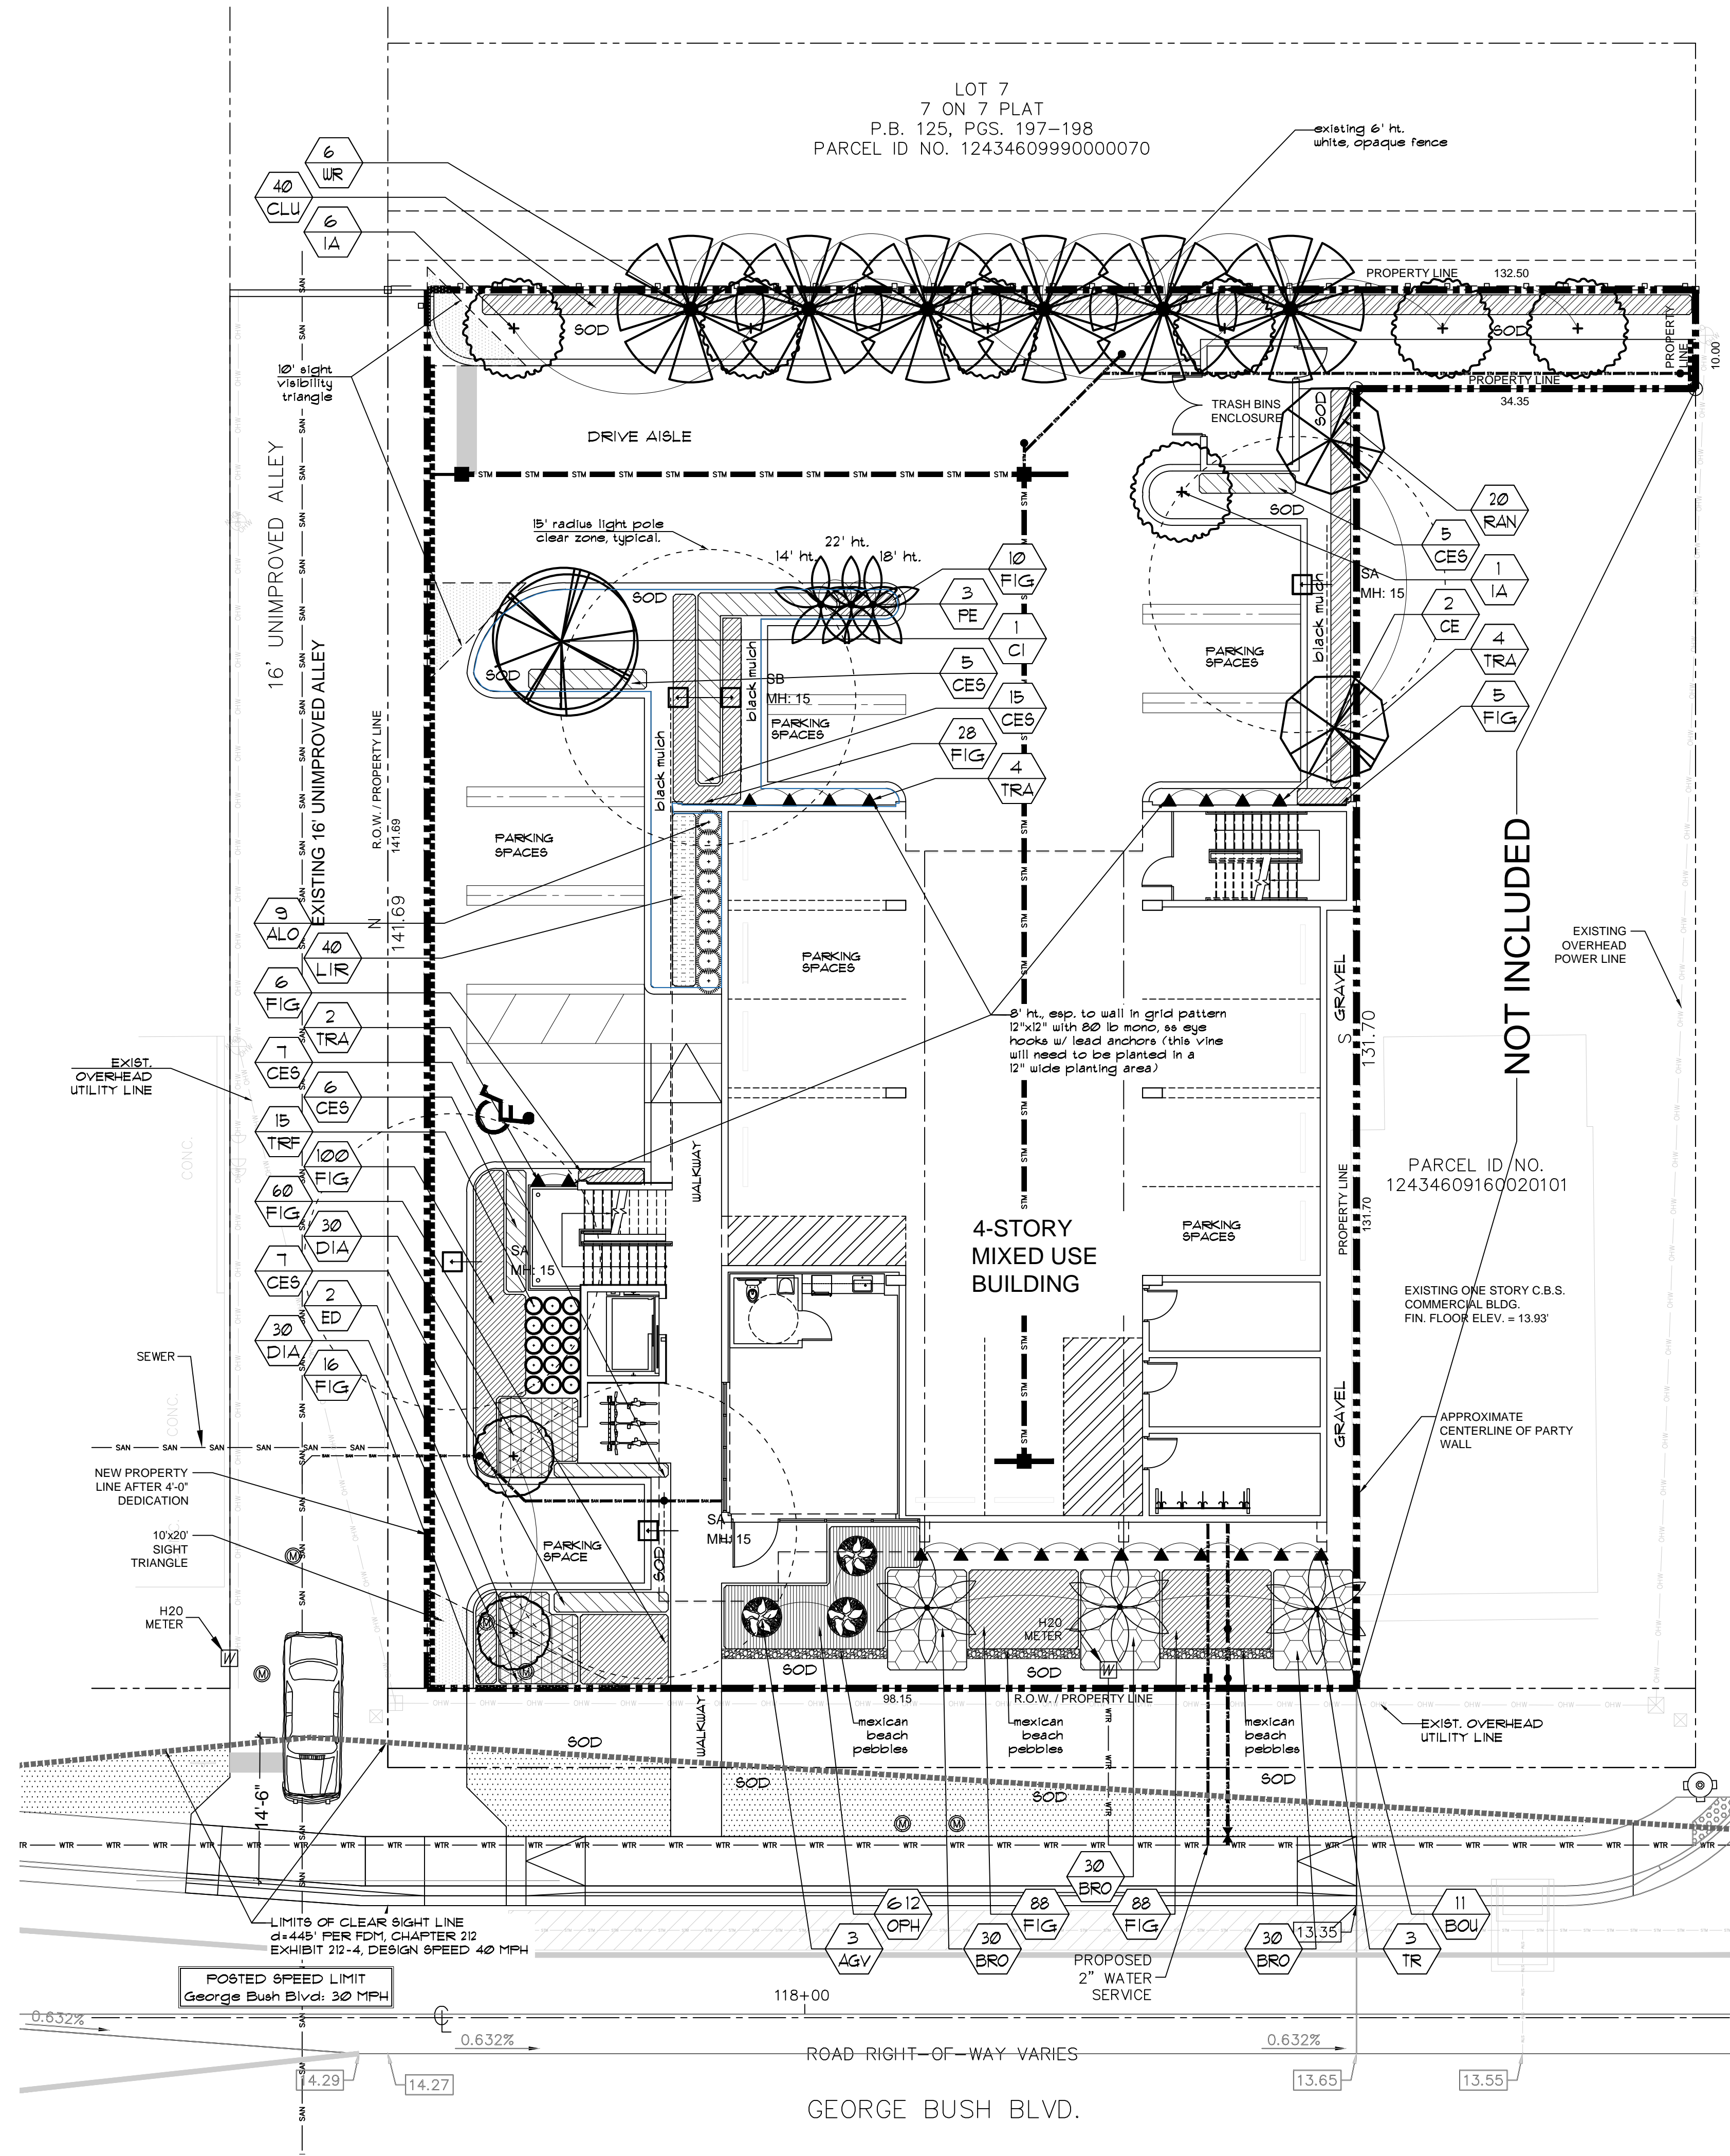 LOT 7
7 ON 7 PLAT
P.B. 125, PGS. 197–198
PARCEL ID NO. 12434609990000070
existing 6' ht.
white, opaque fence
6
WR
40
CLU
6
IA
PROPERTY LINE 132.50
SOD
SOD
PROPERTY
LINE
10.00
PROPERTY LINE
34.35
10' sight
visibility
triangle
TRASH BINS
ENCLOSURE
SOD
DRIVE AISLE
STM
16' UNIMPROVED ALLEY
EXISTING 16' UNIMPROVED ALLEY
R.O.W. / PROPERTY LINE
141.69
N
141.69
15' radius light pole
clear zone, typical.
14' ht.
22' ht.
18' ht.
SOD
20
RAN
5
CES
1
IA
2
CE
4
TRA
5
FIG
10
FIG
3
PE
1
CI
5
CES
15
CES
28
FIG
4
TRA
SOD
SOD
black mulch
black mulch
black mulch
SB
MH: 15
SA
MH: 15
PARKING
SPACES
PARKING
SPACES
PARKING
SPACES
PARKING
SPACES
NOT INCLUDED
EXISTING
OVERHEAD
POWER LINE
GRAVEL
S
131.70
8' ht., esp. to wall in grid pattern
12"x12" with 80 lb mono, ss eye
hooks w/ lead anchors (this vine
will need to be planted in a
12" wide planting area)
9
ALO
40
LIR
6
FIG
2
TRA
7
CES
6
CES
15
TRF
100
FIG
60
FIG
30
DIA
7
CES
2
ED
30
DIA
16
FIG
EXIST.
OVERHEAD
UTILITY LINE
CONC.
CONC.
WALKWAY
PARCEL ID NO.
12434609160020101
PROPERTY LINE
131.70
PARKING
SPACES
4-STORY
MIXED USE
BUILDING
SA
MH: 15
EXISTING ONE STORY C.B.S.
COMMERCIAL BLDG.
FIN. FLOOR ELEV. = 13.93'
SEWER
SAN
GRAVEL
APPROXIMATE
CENTERLINE OF PARTY
WALL
NEW PROPERTY
LINE AFTER 4'-0"
DEDICATION
10'x20'
SIGHT
TRIANGLE
SA
MH: 15
PARKING
SPACE
SOD
H20
METER
H20
METER
W
W
SOD
SOD
98.15
R.O.W. / PROPERTY LINE
OHW
WALKWAY
mexican
beach
pebbles
mexican
beach
pebbles
mexican
beach
pebbles
EXIST. OVERHEAD
UTILITY LINE
SOD
SOD
SOD
SOD
14'-6"
WTR
30
BRO
612
OPH
88
FIG
88
FIG
11
BOU
3
AGV
30
BRO
30
BRO
3
TR
13.35
LIMITS OF CLEAR SIGHT LINE
d=445' PER FDM, CHAPTER 212
EXHIBIT 212-4, DESIGN SPEED 40 MPH
PROPOSED
2" WATER
SERVICE
POSTED SPEED LIMIT
George Bush Blvd: 30 MPH
118+00
0.632%
0.632%
0.632%
ROAD RIGHT–OF–WAY VARIES
14.29
14.27
13.65
13.55
GEORGE BUSH BLVD.